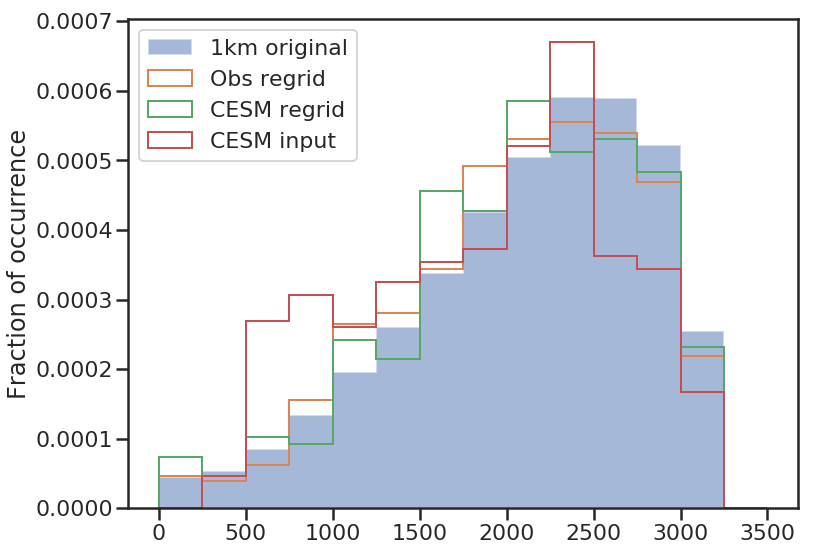 0.0007
0.0006
0.0005
0.0004
0.0003
0.0002
0.0001
0.0000
Fraction of occurrence
1km original
Obs regrid
CESM regrid
CESM input
0 500 1000 1500 2000 2500 3000 3500